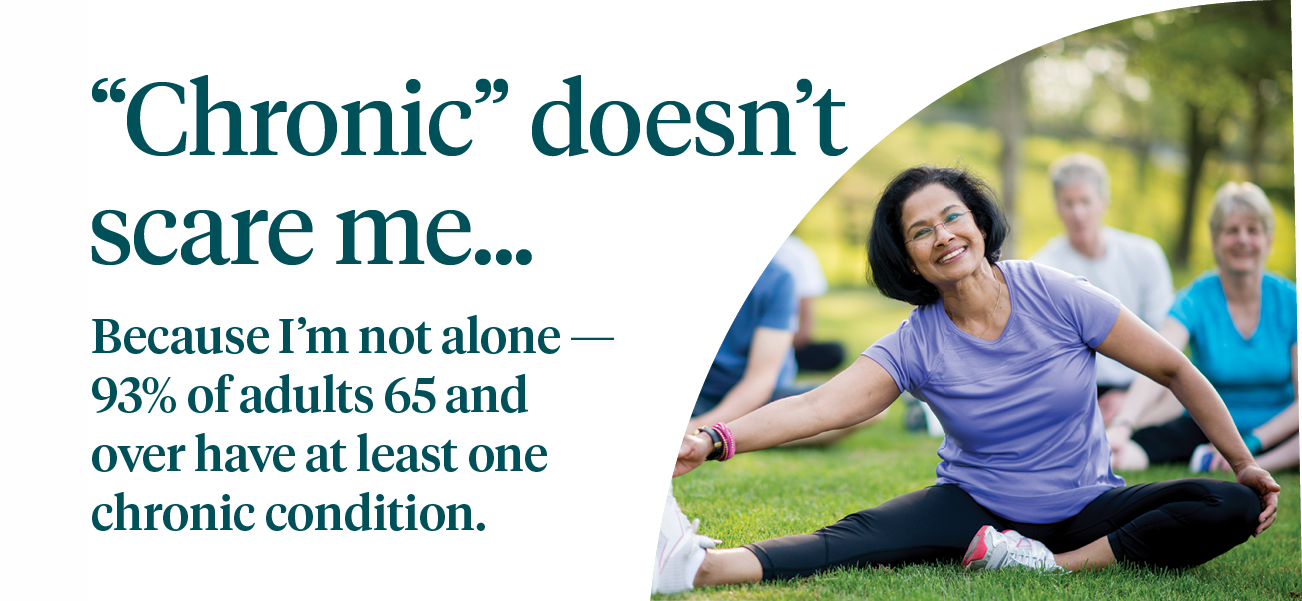 “Chronic” doesn’t
scare me...
Because I’m not alone —
93% of adults 65 and
over have at least one
chronic condition.